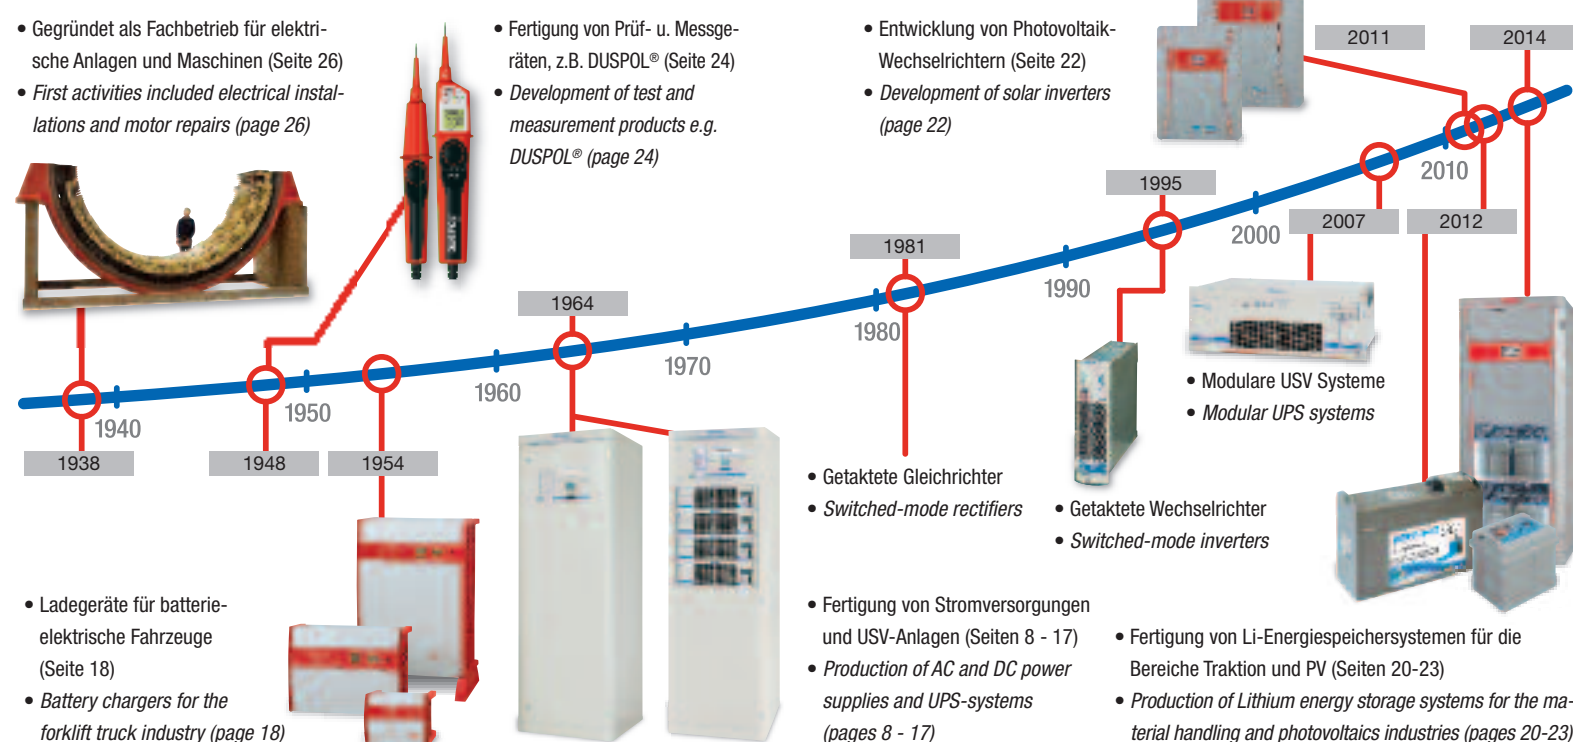 • Gegründet als Fachbetrieb für elektri-
sche Anlagen und Maschinen (Seite 26)
• First activities included electrical instal-
lations and motor repairs (page 26)
• Fertigung von Prüf- u. Messge-
räten, z.B. DUSPOL® (Seite 24)
• Development of test and
measurement products e.g.
DUSPOL® (page 24)
• Entwicklung von Photovoltaik-
Wechselrichtern (Seite 22)
• Development of solar inverters
(page 22)
2011
2014
2010
1995
2000
2007
2012
1981
1990
1964
1980
1970
1960
1950
1940
1938
1948
1954
• Modulare USV Systeme
• Modular UPS systems
• Getaktete Gleichrichter
• Switched-mode rectifiers
• Getaktete Wechselrichter
• Switched-mode inverters
• Ladegeräte für batterie-
elektrische Fahrzeuge
(Seite 18)
• Battery chargers for the
forklift truck industry (page 18)
• Fertigung von Stromversorgungen
und USV-Anlagen (Seiten 8 - 17)
• Production of AC and DC power
supplies and UPS-systems
(pages 8 - 17)
• Fertigung von Li-Energiespeichersystemen für die
Bereiche Traktion und PV (Seiten 20-23)
• Production of Lithium energy storage systems for the ma-
terial handling and photovoltaics industries (pages 20-23)